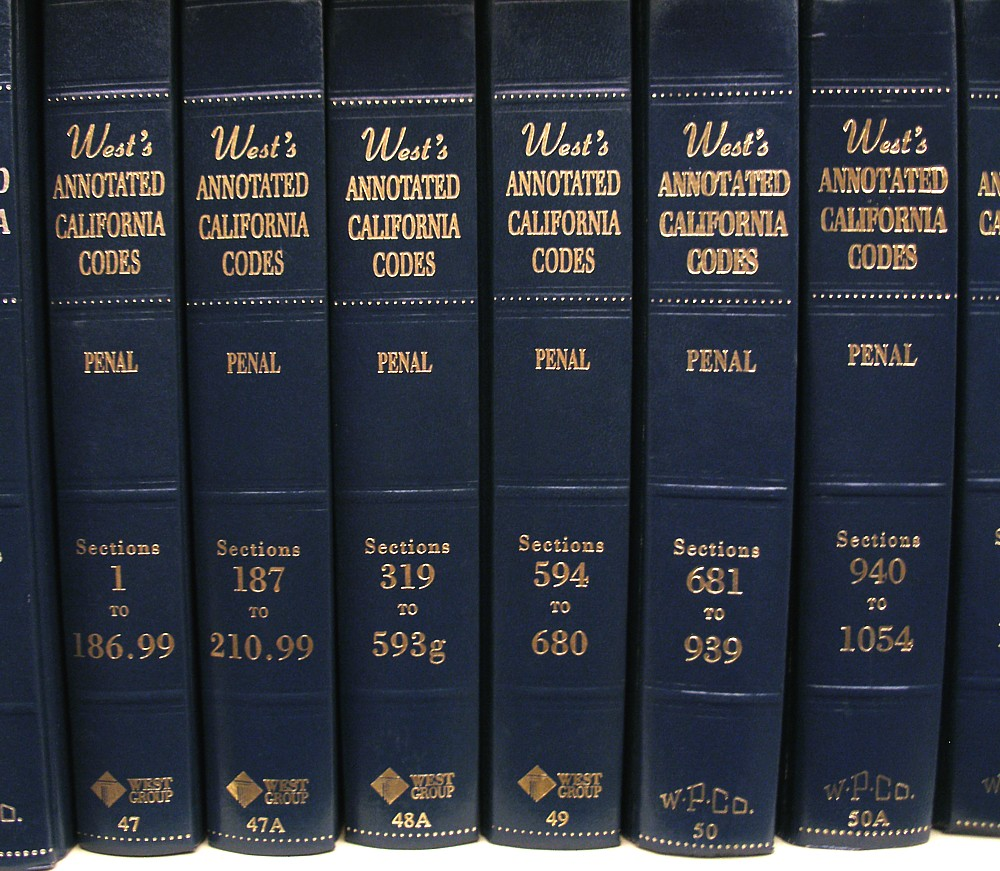 West's
ANNOTATED
CALIFORNIA
CODES
PENAL
Sections
1
TO
186.99
WEST
GROUP
47
West's
ANNOTATED
CALIFORNIA
CODES
PENAL
Sections
187
TO
210.99
WEST
GROUP
47A
West's
ANNOTATED
CALIFORNIA
CODES
PENAL
Sections
319
TO
593g
WEST
GROUP
48A
West's
ANNOTATED
CALIFORNIA
CODES
PENAL
Sections
594
TO
680
WEST
GROUP
49
West's
ANNOTATED
CALIFORNIA
CODES
PENAL
Sections
681
TO
939
W·P·Co.
50
West's
ANNOTATED
CALIFORNIA
CODES
PENAL
Sections
940
TO
1054
W·P·Co.
50A